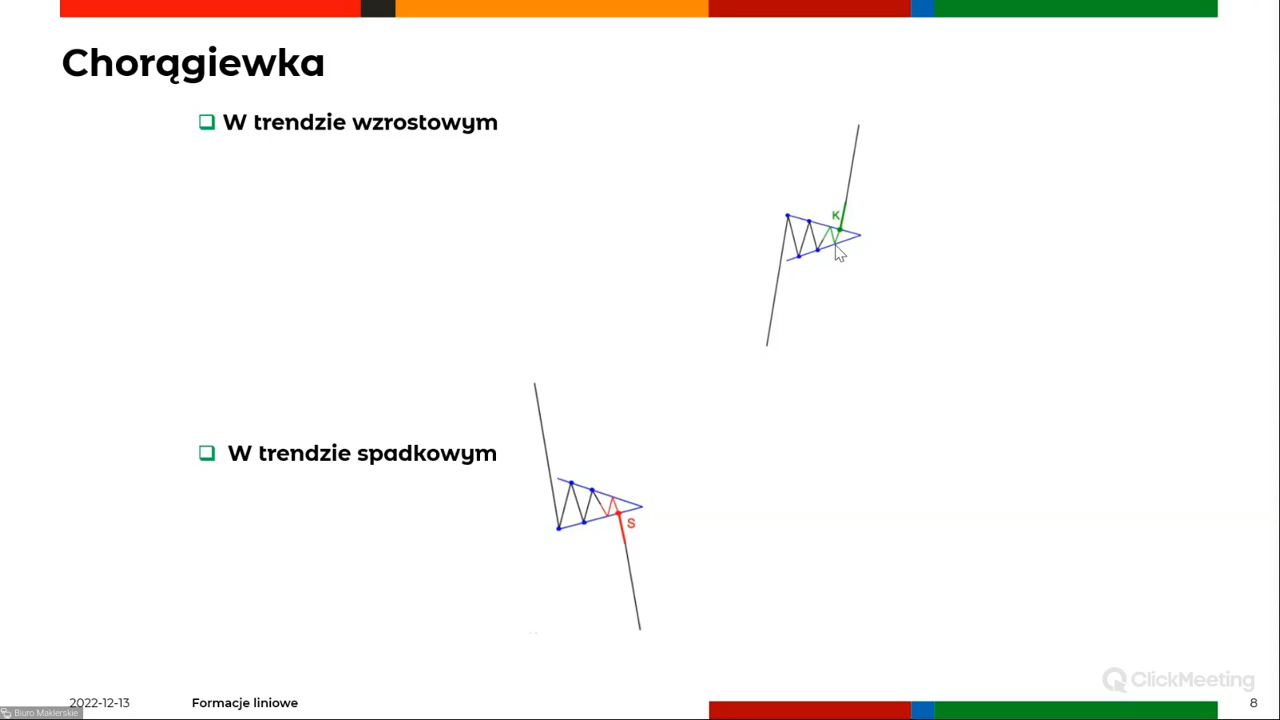 Chorągiewka
❑ W trendzie wzrostowym
K
❑ W trendzie spadkowym
S
ClickMeeting
2022-12-13 Formacje liniowe 8
Biuro Maklerskie